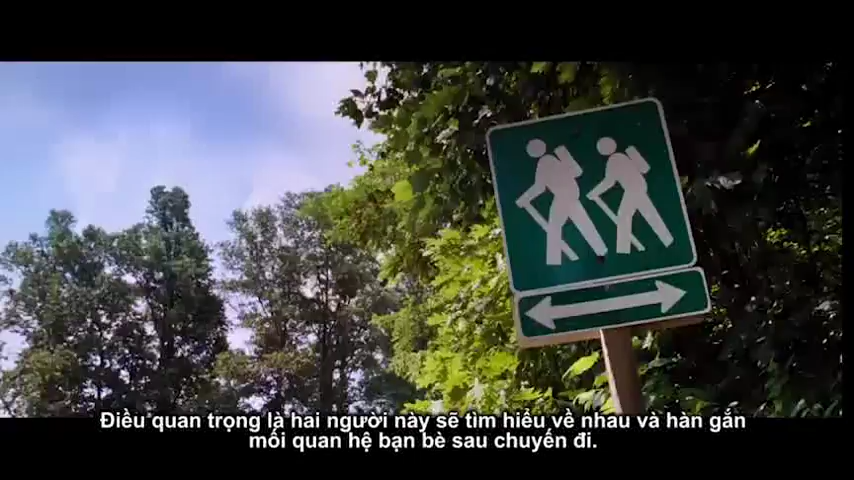 Điều quan trọng là hai người này sẽ tìm hiểu về nhau và hàn gắn
mối quan hệ bạn bè sau chuyến đi.